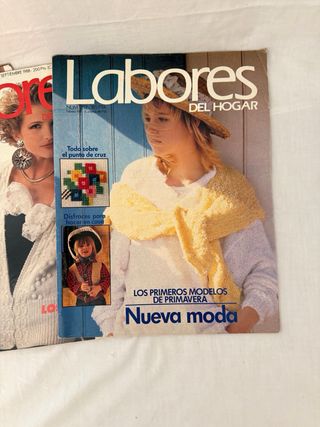 SEPTIEMBRE 1988
Labores
DEL HOGAR
Todo sobre
el punto de cruz
Disfraces para
hacer en casa
LOS PRIMEROS MODELOS
DE PRIMAVERA
Nueva moda